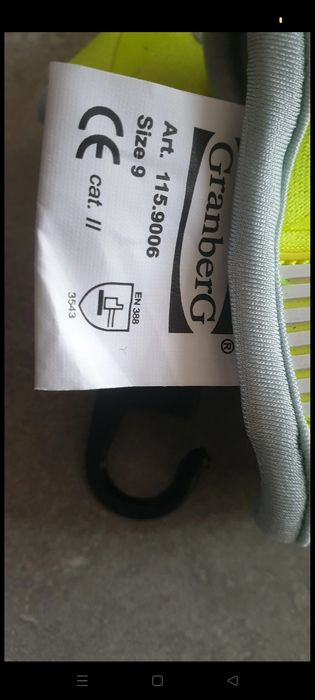 GranberG®
Art. 115.9006
Size 9
CE cat. II
EN 388
3543